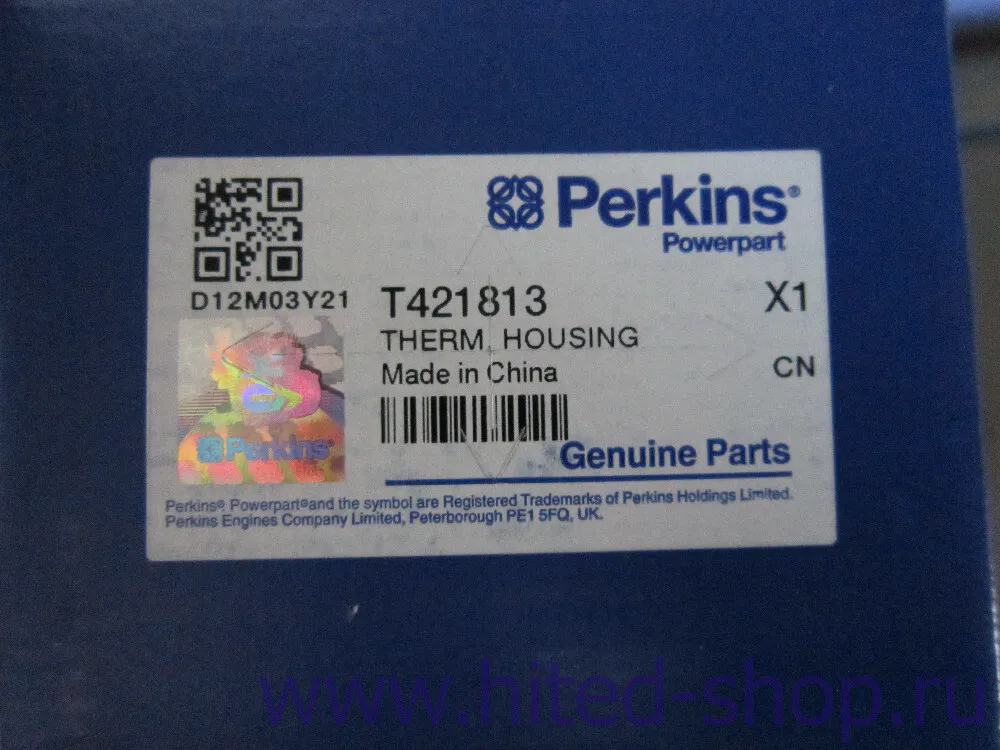 Perkins®
Powerpart
D12M03Y21
T421813 X1
THERM. HOUSING
Made in China CN
Perkins
Genuine Parts
Perkins® Powerpart®and the symbol are Registered Trademarks of Perkins Holdings Limited.
Perkins Engines Company Limited, Peterborough PE1 5FQ, UK.
www.hited-shop.ru